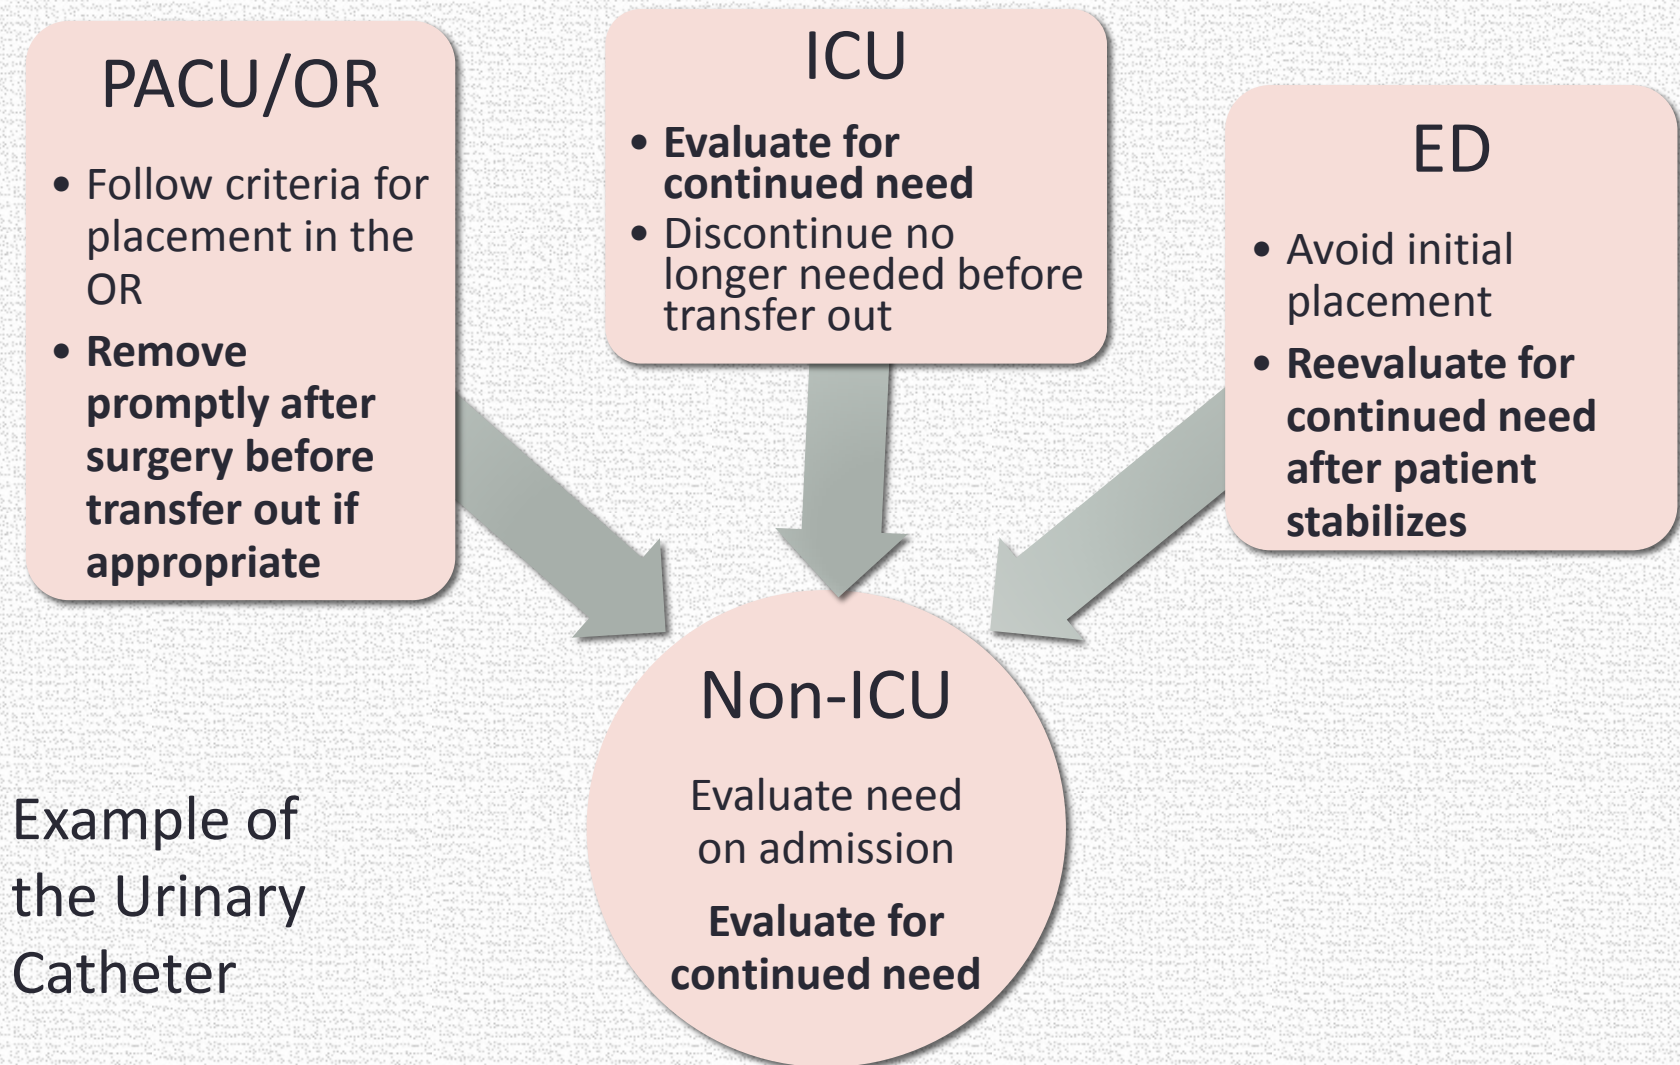 PACU/OR
• Follow criteria for
placement in the
OR
• Remove
promptly after
surgery before
transfer out if
appropriate
ICU
• Evaluate for
continued need
• Discontinue no
longer needed before
transfer out
ED
• Avoid initial
placement
• Reevaluate for
continued need
after patient
stabilizes
Non-ICU
Evaluate need
on admission
Evaluate for
continued need
Example of
the Urinary
Catheter